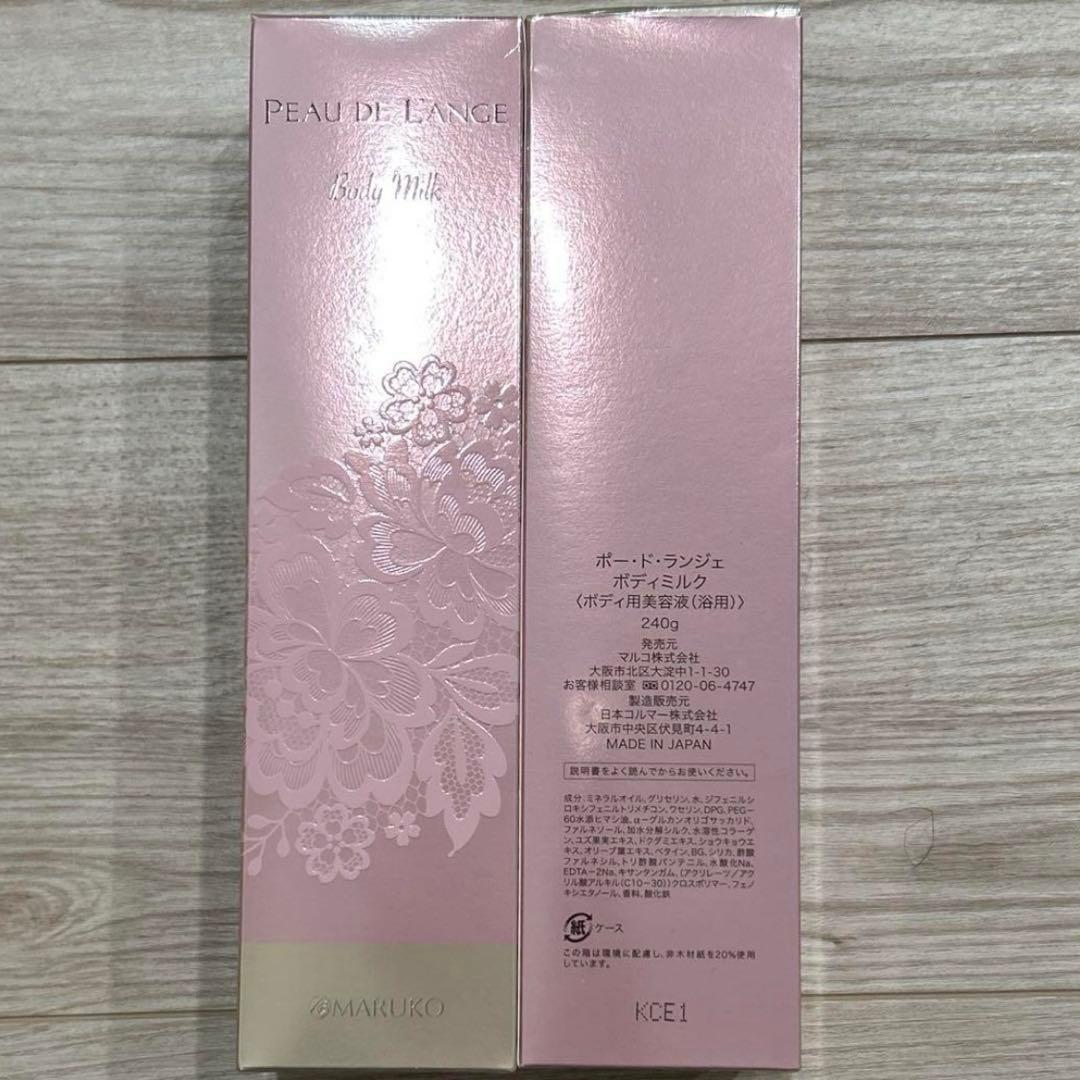 PEAU DE L'ANGE
Body Milk
MARUKO
ポー・ド・ランジェ
ボディミルク
〈ボディ用美容液(浴用)〉
240g
発売元
マルコ株式会社
大阪市北区大淀中1-1-30
お客様相談室 0120-06-4747
製造販売元
日本コルマー株式会社
大阪市中央区伏見町4-4-1
MADE IN JAPAN
説明書をよく読んでからお使いください。
成分:ミネラルオイル,グリセリン,水,ジフェニルシ
ロキシフェニルトリメチコン,ワセリン,DPG,PEG-
60水添ヒマシ油,α-グルカンオリゴサッカリド,
ファルネソール,加水分解シルク,水溶性コラーゲ
ン,ユズ果実エキス,ドクダミエキス,ショウキョウエ
キス,オリーブ葉エキス,ベタイン,BG,シリカ,酢酸
ファルネシル,トリ酢酸パンテニル,水酸化Na,
EDTA-2Na,キサンタンガム,(アクリレーツ/アク
リル酸アルキル(C10-30))クロスポリマー,フェノ
キシエタノール,香料,酸化鉄
紙 ケース
この箱は環境に配慮し、非木材紙を20%使用
しています。
KCE1